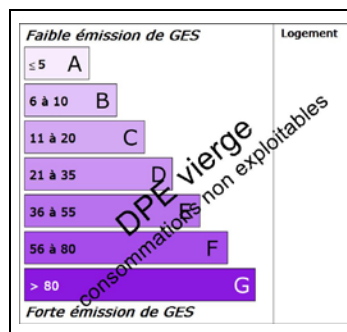 Faible émission de GES
Logement
≤ 5 A
6 à 10 B
11 à 20 C
21 à 35 D
36 à 55 E
56 à 80 F
> 80 G
Forte émission de GES
DPE vierge
consommations non exploitables